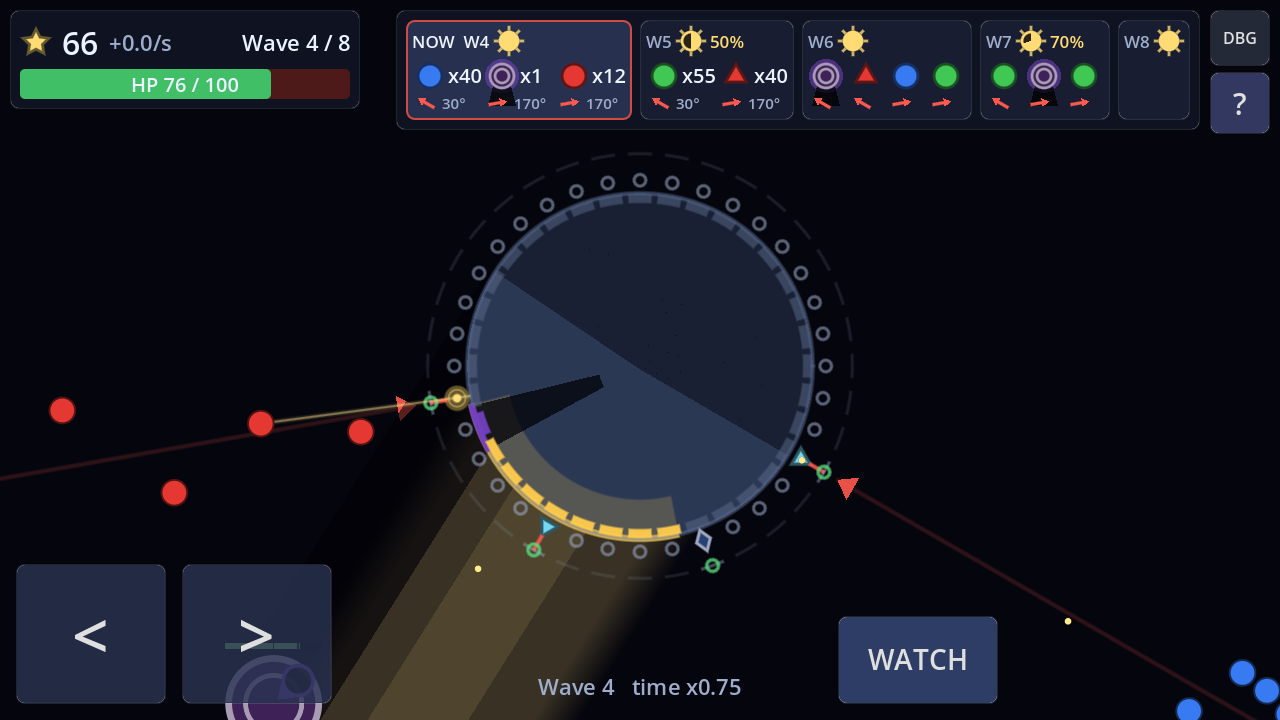 66 +0.0/s Wave 4 / 8
HP 76 / 100
NOW W4
x40 x1 x12
30° 170° 170°
W5 50%
x55 x40
30° 170°
W6
W7 70%
W8
DBG
?
< >
WATCH
Wave 4 time x0.75